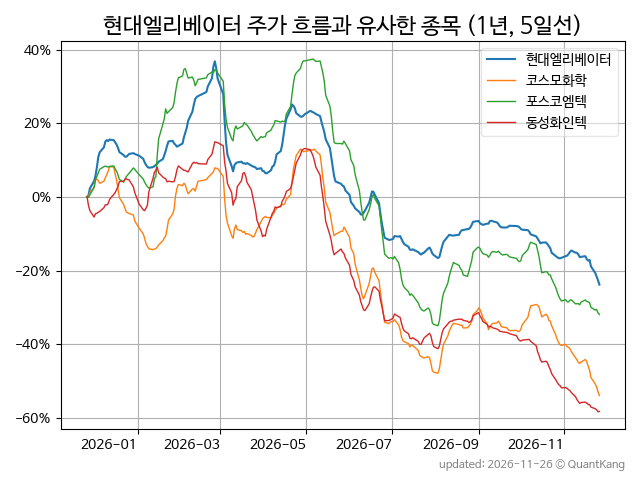 현대엘리베이터 주가 흐름과 유사한 종목 (1년, 5일선)
현대엘리베이터
코스모화학
포스코엠텍
동성화인텍
40%
20%
0%
−20%
−40%
−60%
2026-01 2026-03 2026-05 2026-07 2026-09 2026-11
updated: 2026-11-26 © QuantKang